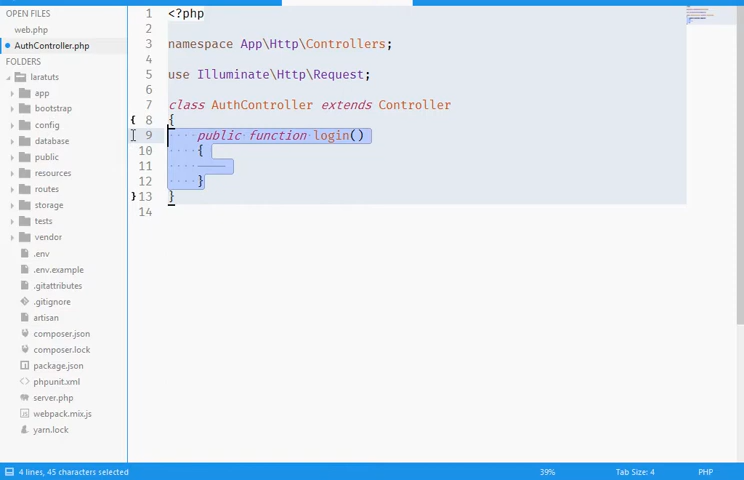 OPEN FILES
web.php
AuthController.php
FOLDERS
laratuts
app
bootstrap
config
database
public
resources
routes
storage
tests
vendor
.env
.env.example
.gitattributes
.gitignore
artisan
composer.json
composer.lock
package.json
phpunit.xml
server.php
webpack.mix.js
yarn.lock
1 <?php
2
3 namespace App\Http\Controllers;
4
5 use Illuminate\Http\Request;
6
7 class AuthController extends Controller
{ 8 {
9 public function login()
10 {
11
12 }
} 13 }
14
4 lines, 45 characters selected
39%
Tab Size: 4
PHP